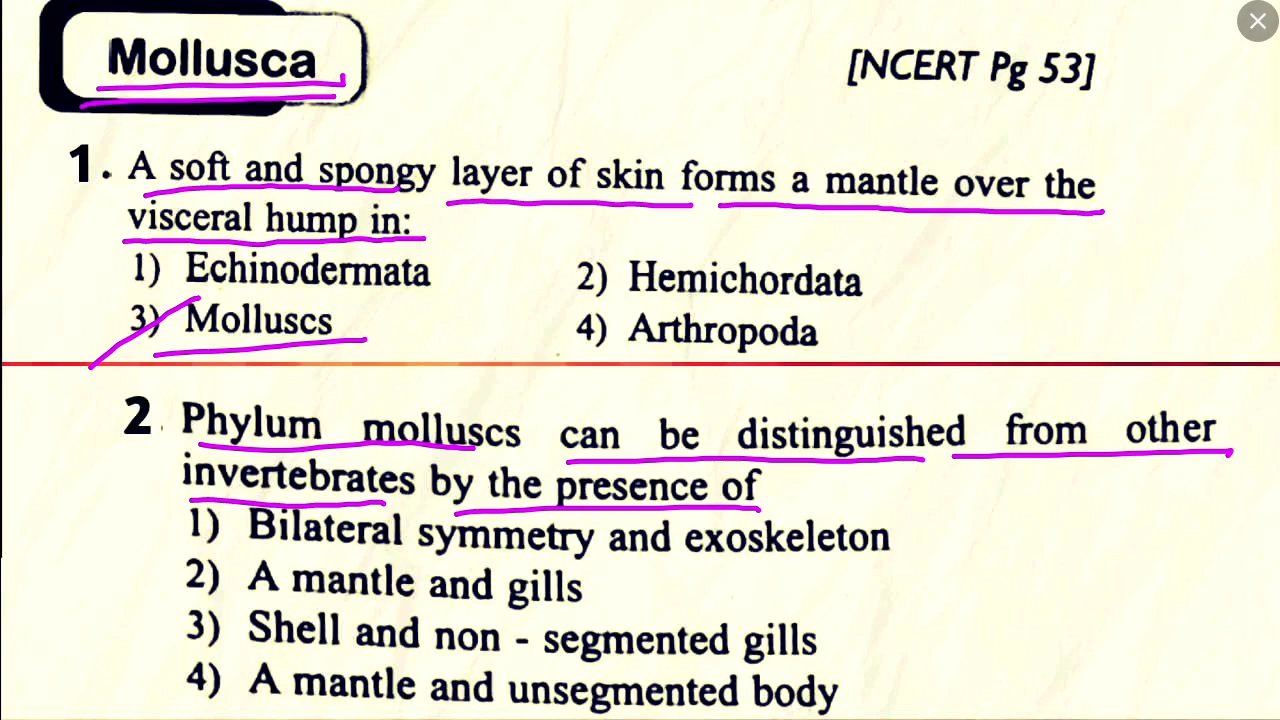 Mollusca
[NCERT Pg 53]
1. A soft and spongy layer of skin forms a mantle over the
visceral hump in:
1) Echinodermata 2) Hemichordata
3) Molluscs 4) Arthropoda
2. Phylum molluscs can be distinguished from other
invertebrates by the presence of
1) Bilateral symmetry and exoskeleton
2) A mantle and gills
3) Shell and non - segmented gills
4) A mantle and unsegmented body